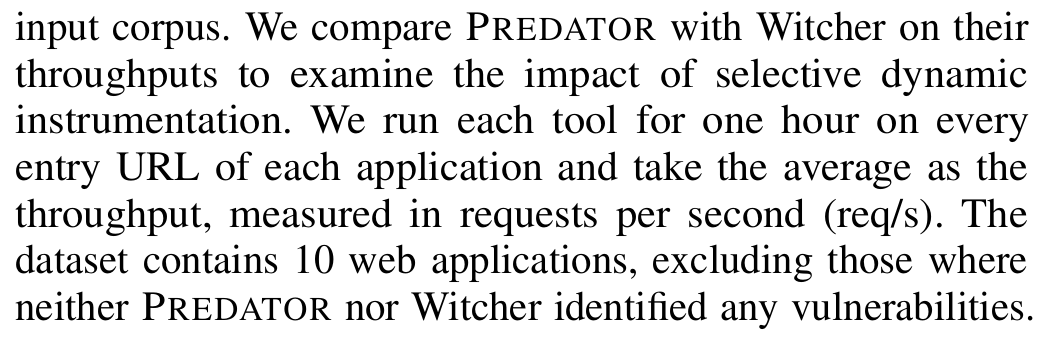 input corpus. We compare PREDATOR with Witcher on their
throughputs to examine the impact of selective dynamic
instrumentation. We run each tool for one hour on every
entry URL of each application and take the average as the
throughput, measured in requests per second (req/s). The
dataset contains 10 web applications, excluding those where
neither PREDATOR nor Witcher identified any vulnerabilities.